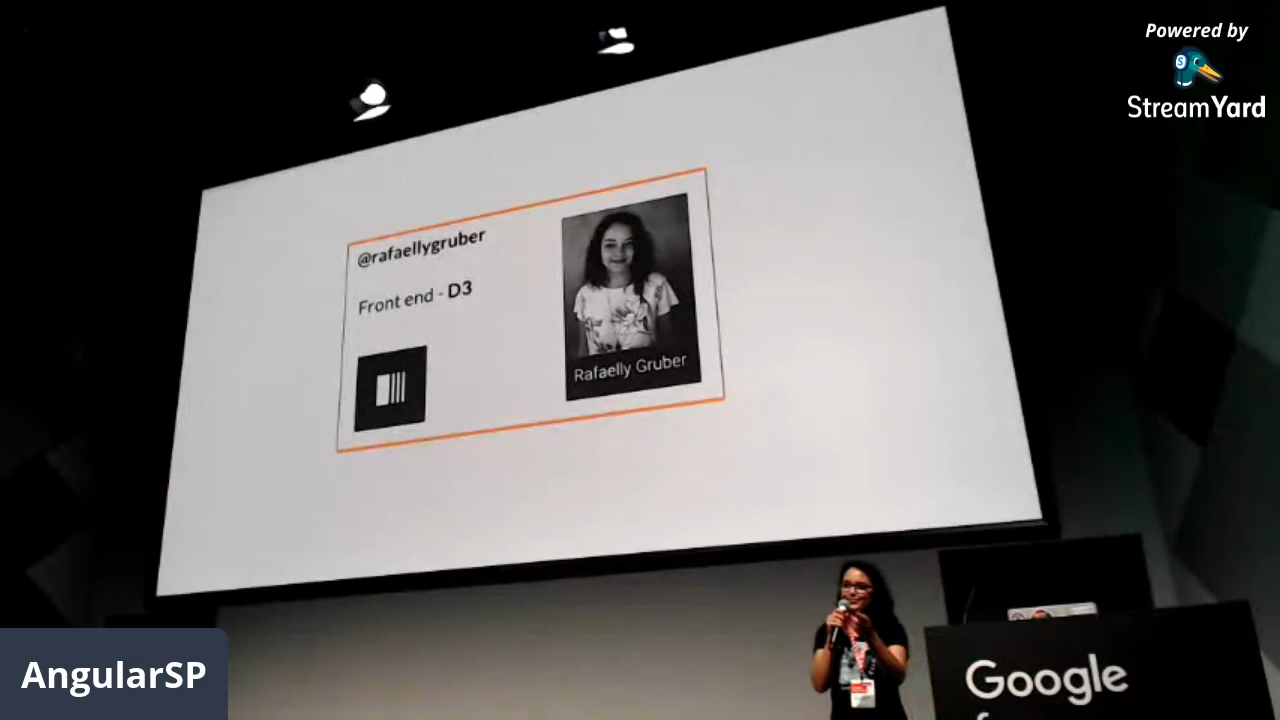 Powered by
StreamYard
@rafaellygruber
Front end - D3
Rafaelly Gruber
AngularSP
Google